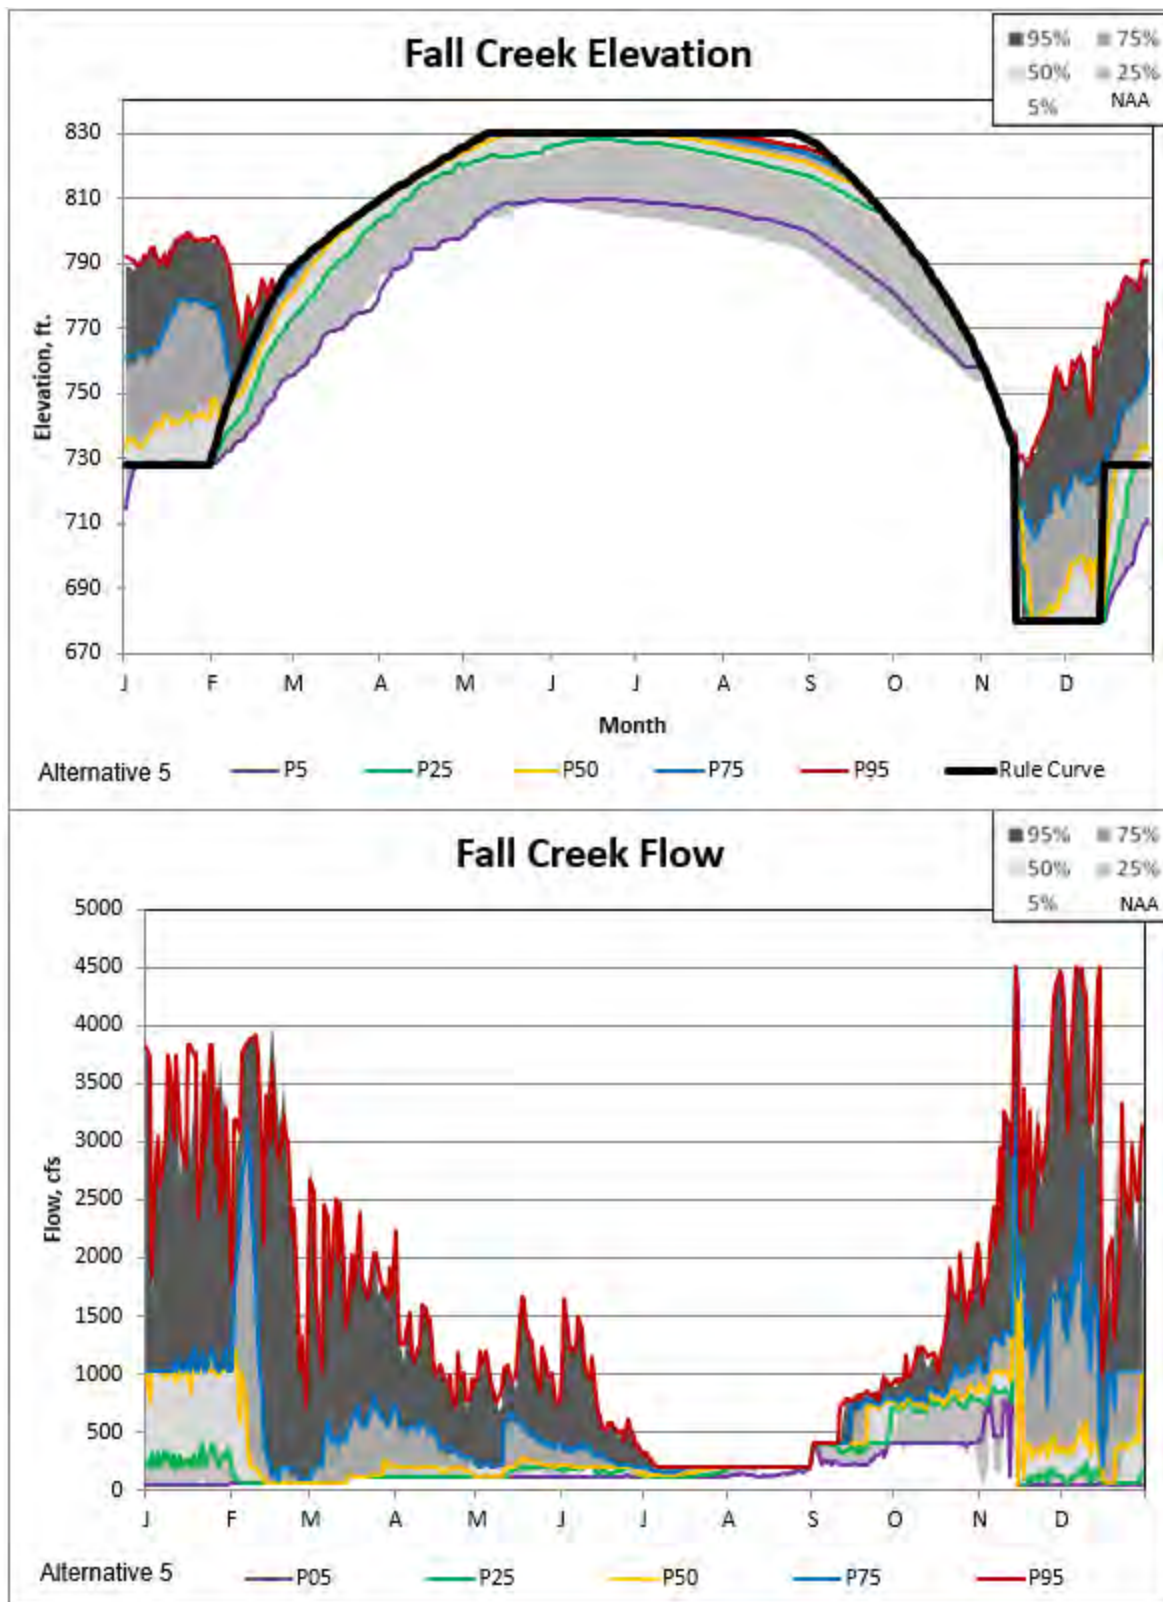 Fall Creek Elevation
95% 75%
50% 25%
5% NAA
830
810
790
770
750
730
710
690
670
Elevation, ft.
J F M A M J J A S O N D
Month
Alternative 5 P5 P25 P50 P75 P95 Rule Curve
Fall Creek Flow
95% 75%
50% 25%
5% NAA
5000
4500
4000
3500
3000
2500
2000
1500
1000
500
0
Flow, cfs
J F M A M J J A S O N D
Alternative 5 P05 P25 P50 P75 P95